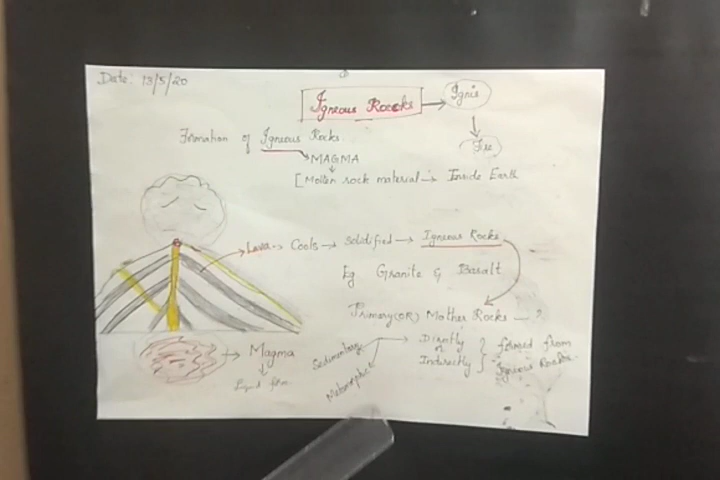 Date: 13/5/20
Igneous Rocks
Ignis
Fire
Formation of Igneous Rocks
MAGMA
[Molten rock material → Inside Earth
Lava → Cools → Solidified → Igneous Rocks
Eg Granite & Basalt
Primary (OR) Mother Rocks
Magma
Liquid form
Sedimentary
Metamorphic
Directly
or
Indirectly
formed from
Igneous Rocks